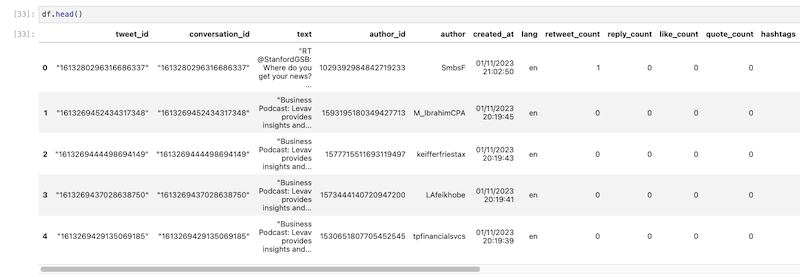 [33]: df.head()
[33]: tweet_id conversation_id text author_id author created_at lang retweet_count reply_count like_count quote_count hashtags
0 "1613280296316686337" "1613280296316686337" "RT @StanfordGSB: Where do you get your news? ... 1029392984842719233 SmbsF 01/11/2023 21:02:50 en 1 0 0 0
1 "1613269452434317348" "1613269452434317348" "Business Podcast: Levav provides insights and... 1593195180349427713 M_IbrahimCPA 01/11/2023 20:19:45 en 0 0 0 0
2 "1613269444498694149" "1613269444498694149" "Business Podcast: Levav provides insights and... 1577715511693119497 keifferfriestax 01/11/2023 20:19:43 en 0 0 0 0
3 "1613269437028638750" "1613269437028638750" "Business Podcast: Levav provides insights and... 1573444140720947200 LAfeikhobe 01/11/2023 20:19:41 en 0 0 0 0
4 "1613269429135069185" "1613269429135069185" "Business Podcast: Levav provides insights and... 1530651807705452545 tpfinancialsvcs 01/11/2023 20:19:39 en 0 0 0 0